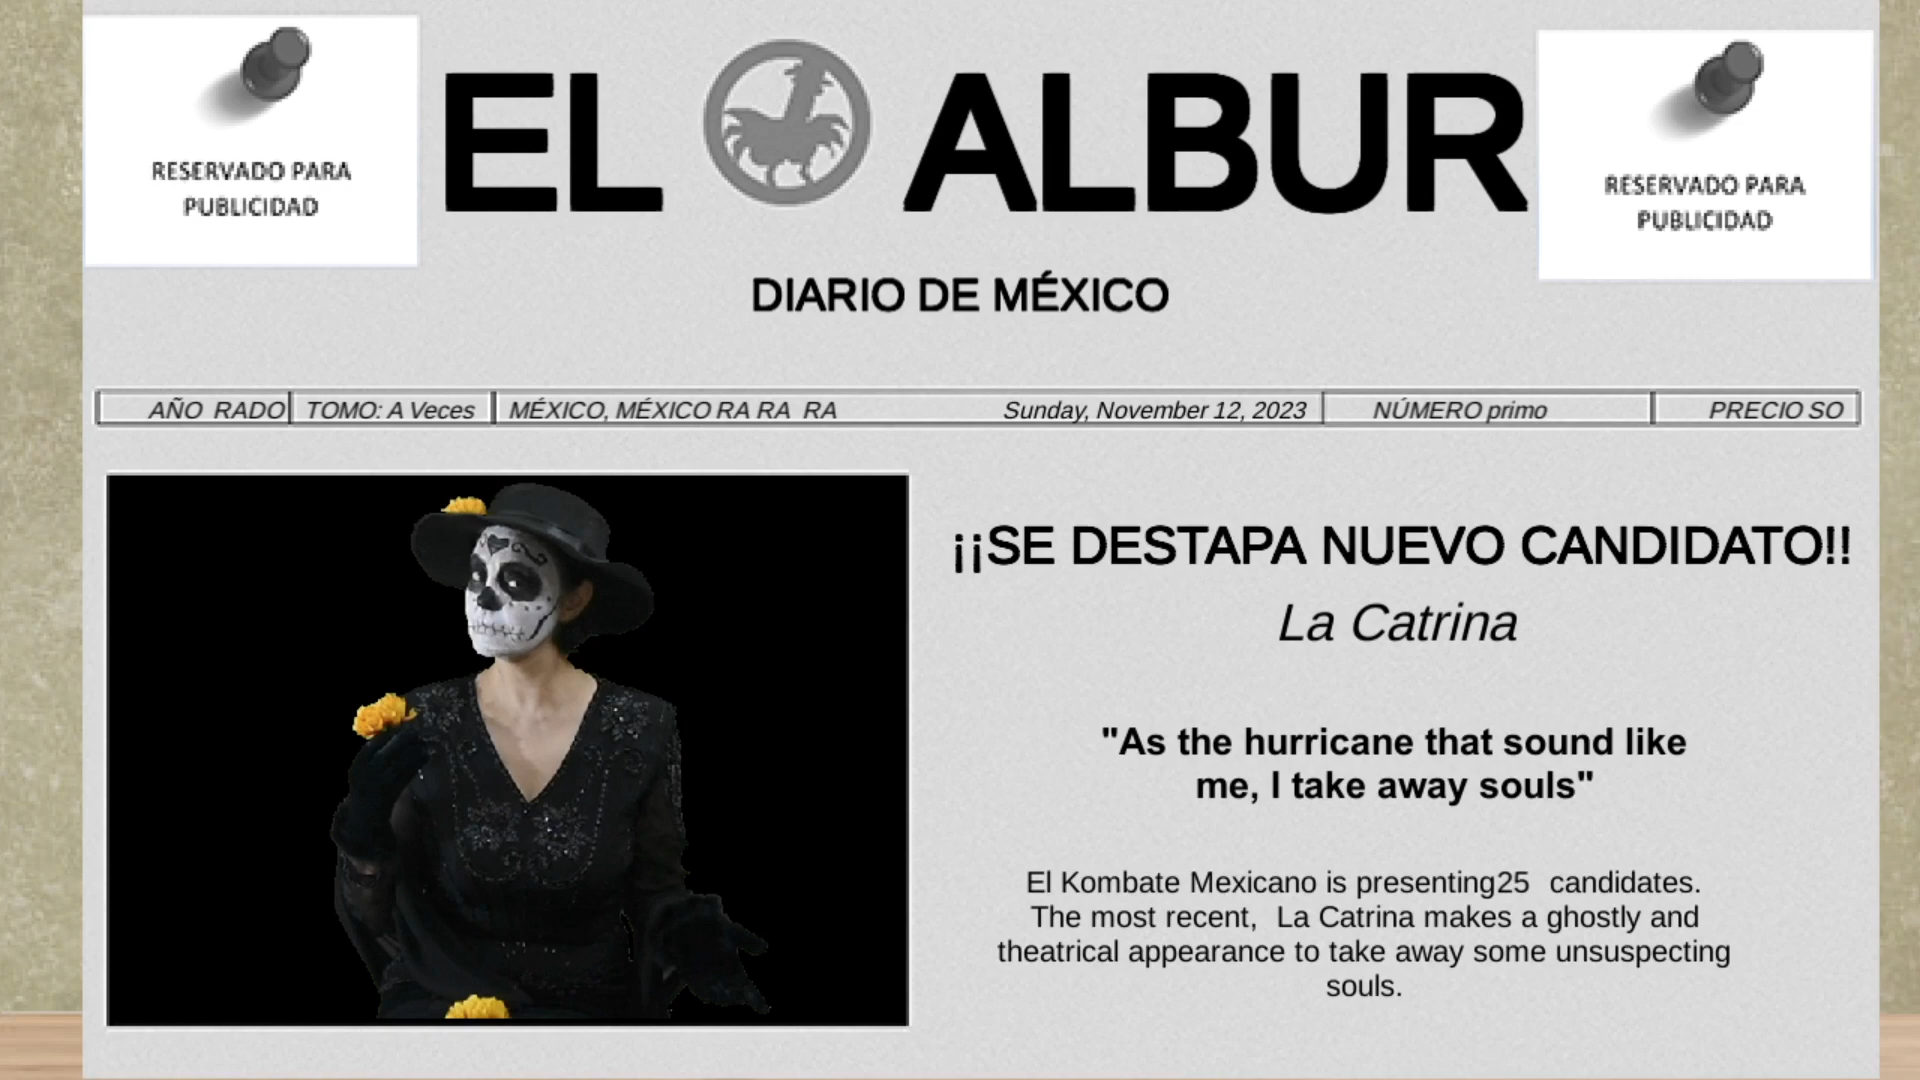 RESERVADO PARA
PUBLICIDAD
EL ALBUR
RESERVADO PARA
PUBLICIDAD
DIARIO DE MÉXICO
AÑO RADO TOMO: A Veces MÉXICO, MÉXICO RA RA RA Sunday, November 12, 2023 NÚMERO primo PRECIO SO
¡¡SE DESTAPA NUEVO CANDIDATO!!
La Catrina
"As the hurricane that sound like
me, I take away souls"
El Kombate Mexicano is presenting25 candidates.
The most recent, La Catrina makes a ghostly and
theatrical appearance to take away some unsuspecting
souls.